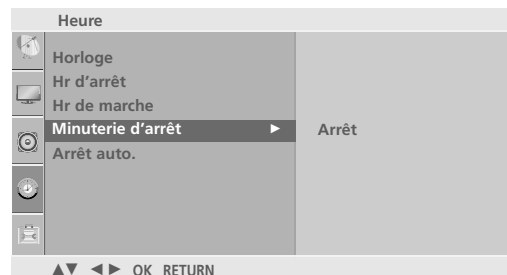 Heure
Horloge
Hr d’arrêt
Hr de marche
Minuterie d’arrêt ► Arrêt
Arrêt auto.
▲▼ ◄► OK RETURN